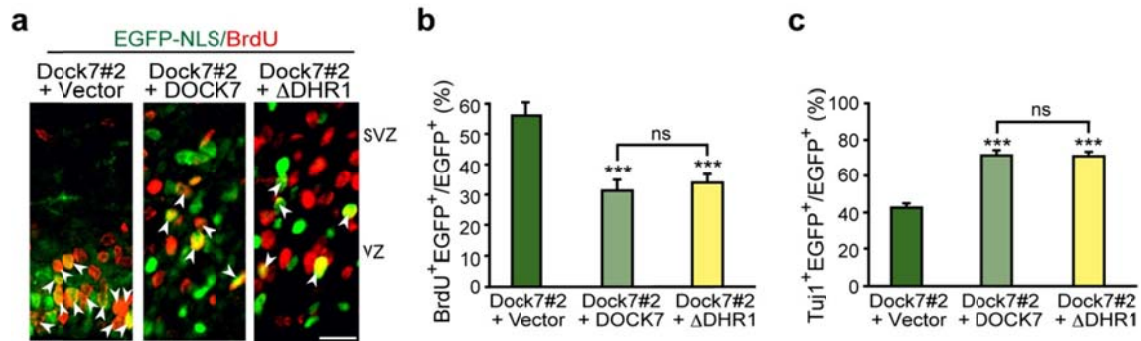 a
EGFP-NLS/BrdU
Dock7#2 + Vector
Dock7#2 + DOCK7
Dock7#2 + ΔDHR1
SVZ
VZ
b
BrdU⁺EGFP⁺/EGFP⁺ (%)
60
50
40
30
20
10
0
***
ns
***
Dock7#2 + Vector
Dock7#2 + DOCK7
Dock7#2 + ΔDHR1
c
Tuj1⁺EGFP⁺/EGFP⁺ (%)
100
80
60
40
20
0
***
ns
***
Dock7#2 + Vector
Dock7#2 + DOCK7
Dock7#2 + ΔDHR1